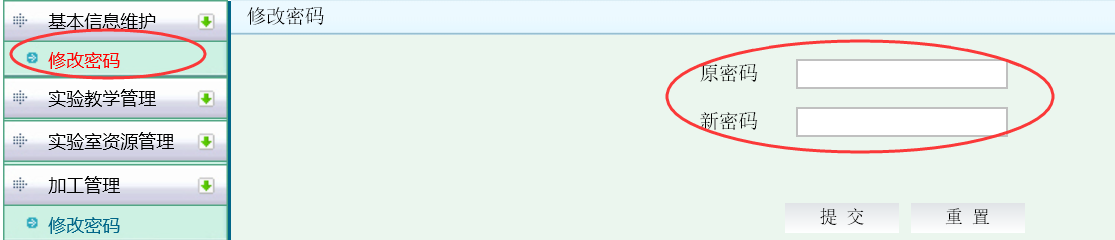 基本信息维护
修改密码
实验教学管理
实验室资源管理
加工管理
修改密码
修改密码
原密码
新密码
提 交 重 置